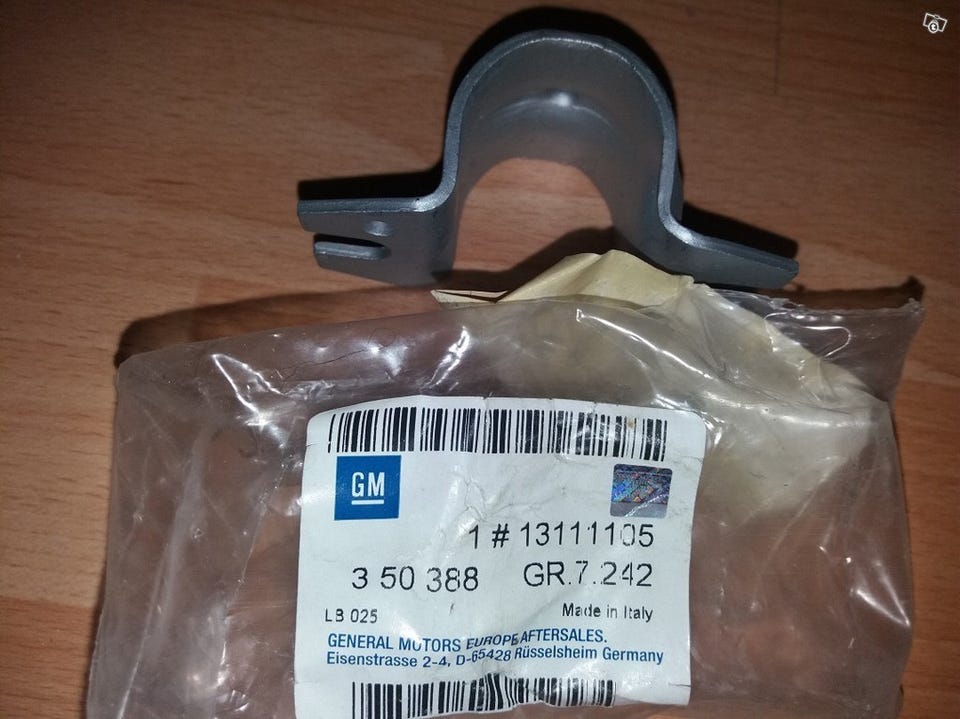 GM
1 # 13111105
3 50 388 GR.7.242
LB 025 Made in Italy
GENERAL MOTORS EUROPE AFTERSALES.
Eisenstrasse 2-4, D-65428 Rüsselsheim Germany